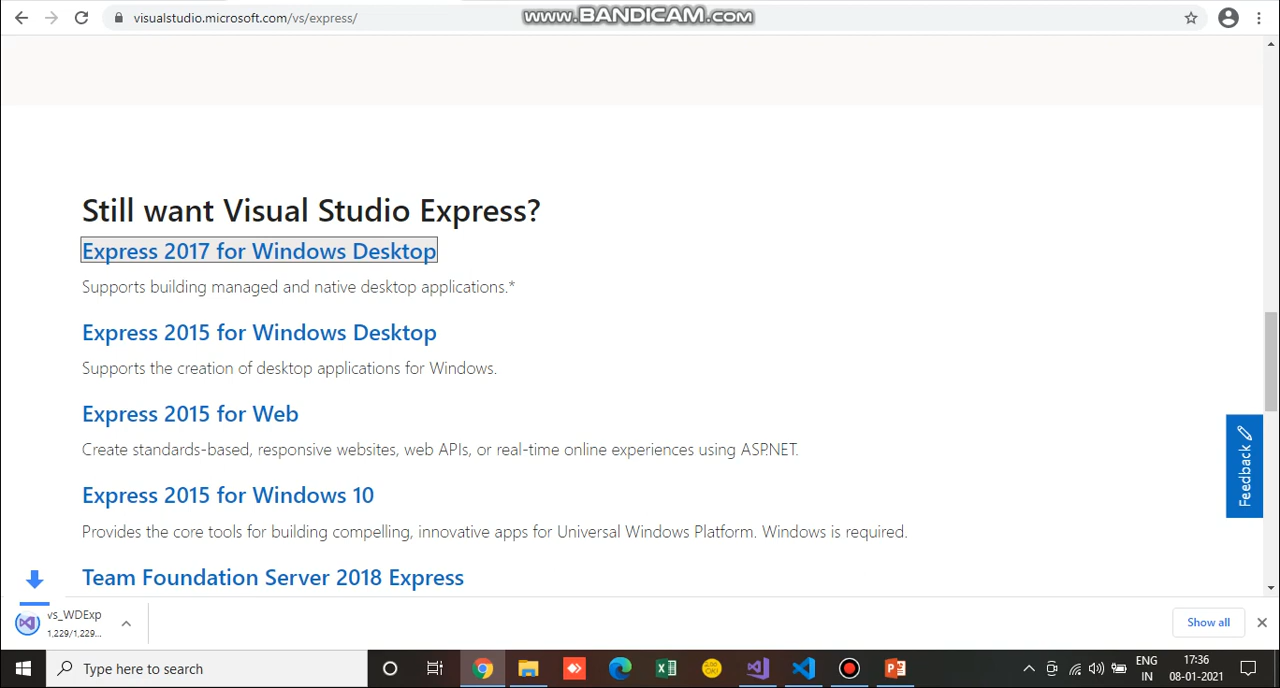 visualstudio.microsoft.com/vs/express/
www.BANDICAM.com
Still want Visual Studio Express?
Express 2017 for Windows Desktop
Supports building managed and native desktop applications.*
Express 2015 for Windows Desktop
Supports the creation of desktop applications for Windows.
Express 2015 for Web
Create standards-based, responsive websites, web APIs, or real-time online experiences using ASP.NET.
Express 2015 for Windows 10
Provides the core tools for building compelling, innovative apps for Universal Windows Platform. Windows is required.
Team Foundation Server 2018 Express
Feedback
vs_WDExp
1,229/1,229...
Show all
Type here to search
ENG
IN
17:36
08-01-2021